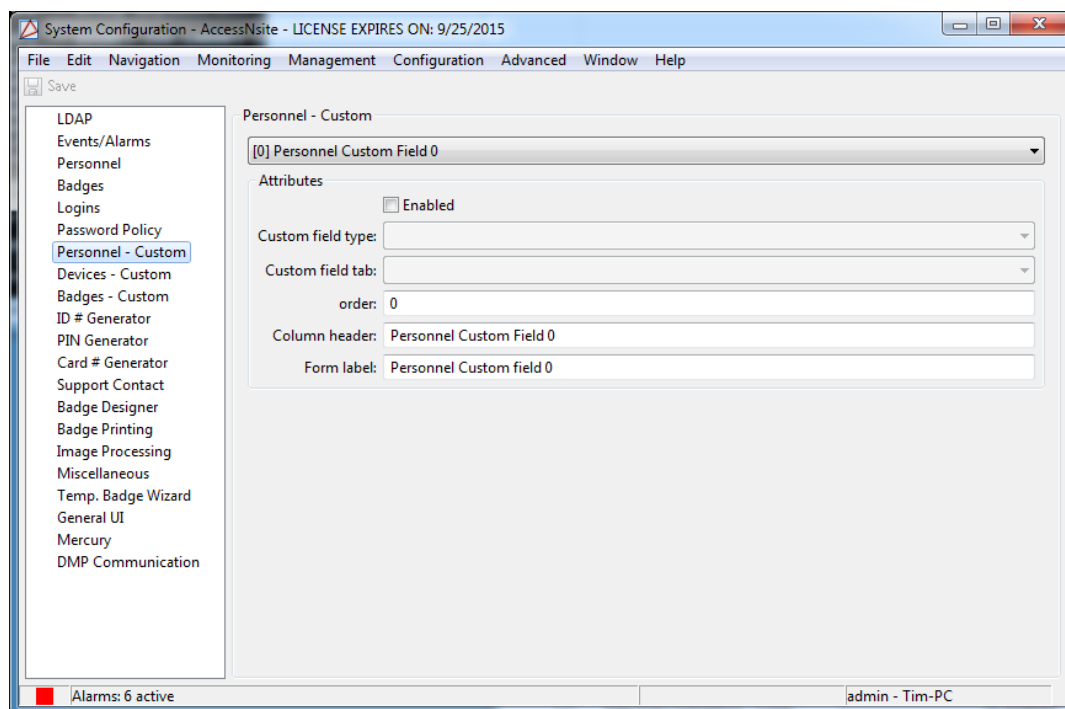 System Configuration - AccessNsite - LICENSE EXPIRES ON: 9/25/2015
File Edit Navigation Monitoring Management Configuration Advanced Window Help
Save
LDAP
Events/Alarms
Personnel
Badges
Logins
Password Policy
Personnel - Custom
Devices - Custom
Badges - Custom
ID # Generator
PIN Generator
Card # Generator
Support Contact
Badge Designer
Badge Printing
Image Processing
Miscellaneous
Temp. Badge Wizard
General UI
Mercury
DMP Communication
Personnel - Custom
[0] Personnel Custom Field 0
Attributes
Enabled
Custom field type:
Custom field tab:
order: 0
Column header: Personnel Custom Field 0
Form label: Personnel Custom field 0
Alarms: 6 active
admin - Tim-PC